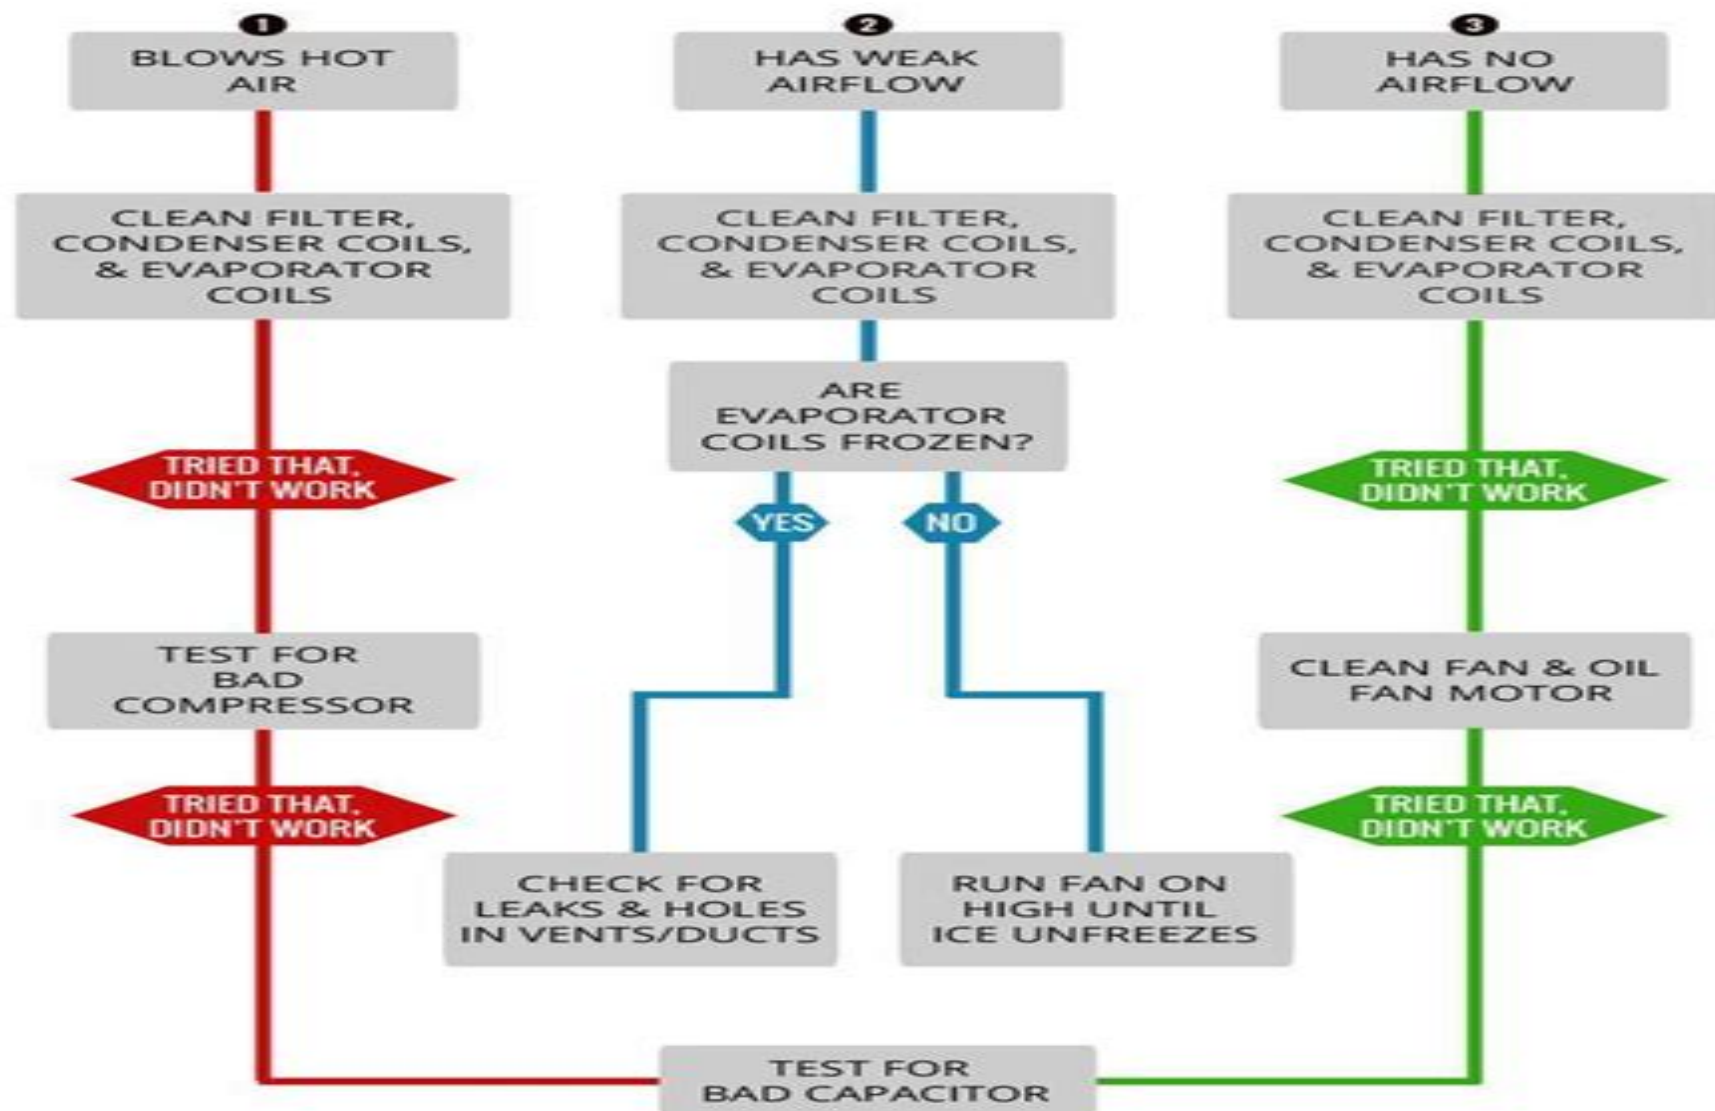 1
BLOWS HOT
AIR
CLEAN FILTER,
CONDENSER COILS,
& EVAPORATOR
COILS
TRIED THAT,
DIDN'T WORK
TEST FOR
BAD
COMPRESSOR
TRIED THAT,
DIDN'T WORK
2
HAS WEAK
AIRFLOW
CLEAN FILTER,
CONDENSER COILS,
& EVAPORATOR
COILS
ARE
EVAPORATOR
COILS FROZEN?
YES
NO
CHECK FOR
LEAKS & HOLES
IN VENTS/DUCTS
RUN FAN ON
HIGH UNTIL
ICE UNFREEZES
3
HAS NO
AIRFLOW
CLEAN FILTER,
CONDENSER COILS,
& EVAPORATOR
COILS
TRIED THAT,
DIDN'T WORK
CLEAN FAN & OIL
FAN MOTOR
TRIED THAT,
DIDN'T WORK
TEST FOR
BAD CAPACITOR